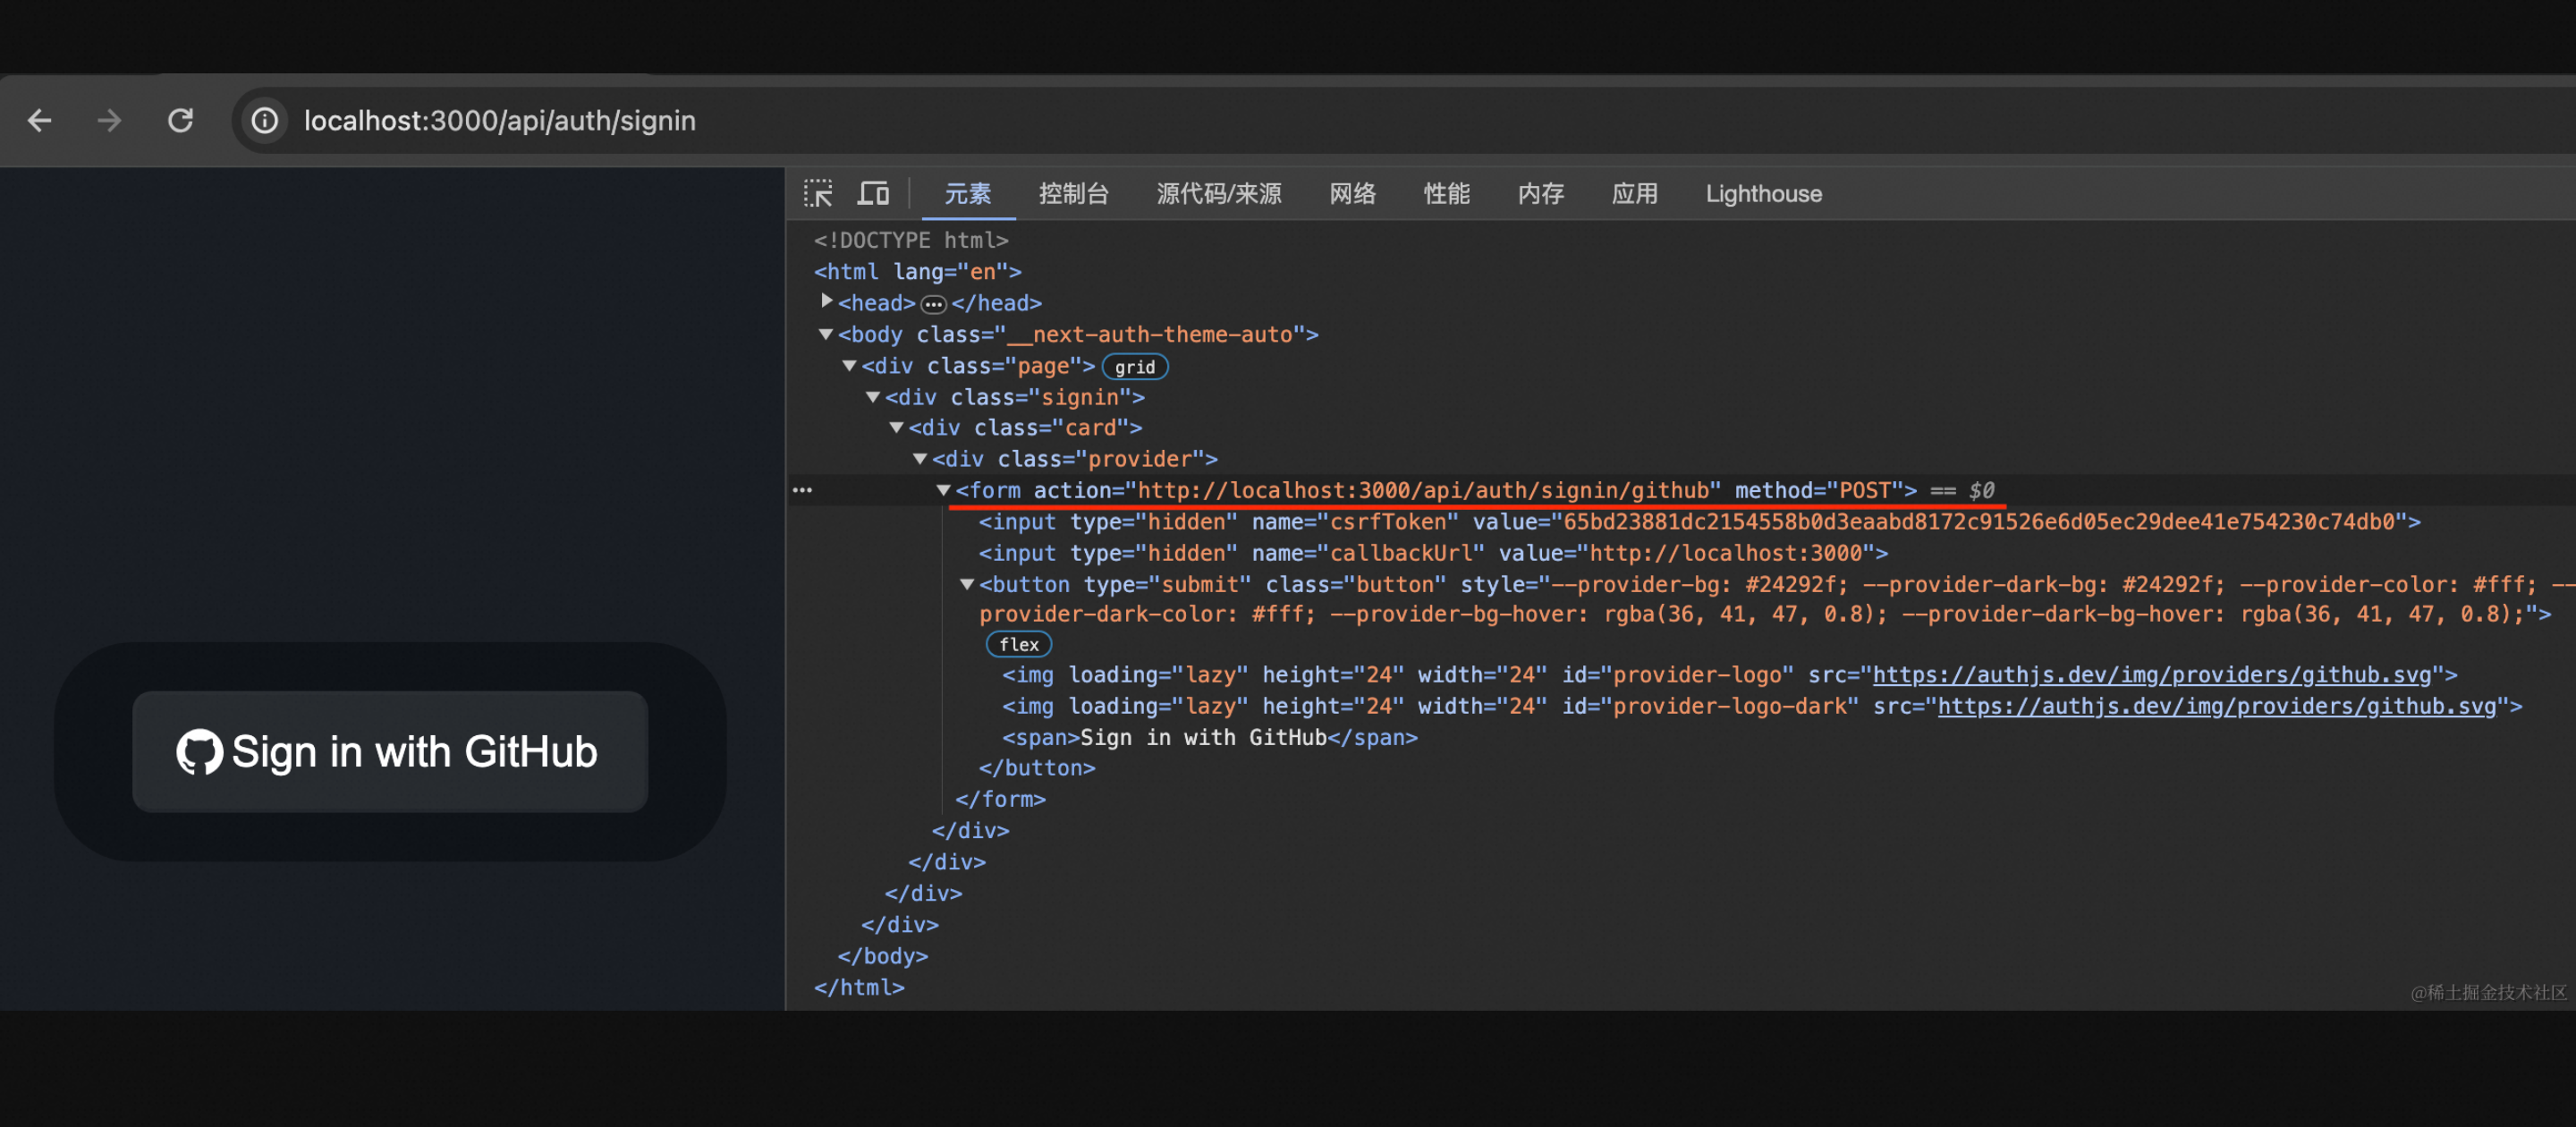 localhost:3000/api/auth/signin
元素 控制台 源代码/来源 网络 性能 内存 应用 Lighthouse
<!DOCTYPE html>
<html lang="en">
<head> ••• </head>
<body class="__next-auth-theme-auto">
<div class="page"> grid
<div class="signin">
<div class="card">
<div class="provider">
••• <form action="http://localhost:3000/api/auth/signin/github" method="POST"> == $0
<input type="hidden" name="csrfToken" value="65bd23881dc2154558b0d3eaabd8172c91526e6d05ec29dee41e754230c74db0">
<input type="hidden" name="callbackUrl" value="http://localhost:3000">
<button type="submit" class="button" style="--provider-bg: #24292f; --provider-dark-bg: #24292f; --provider-color: #fff; --
provider-dark-color: #fff; --provider-bg-hover: rgba(36, 41, 47, 0.8); --provider-dark-bg-hover: rgba(36, 41, 47, 0.8);">
flex
<img loading="lazy" height="24" width="24" id="provider-logo" src="https://authjs.dev/img/providers/github.svg">
<img loading="lazy" height="24" width="24" id="provider-logo-dark" src="https://authjs.dev/img/providers/github.svg">
<span>Sign in with GitHub</span>
</button>
</form>
</div>
</div>
</div>
</div>
</body>
</html>
Sign in with GitHub
@稀土掘金技术社区